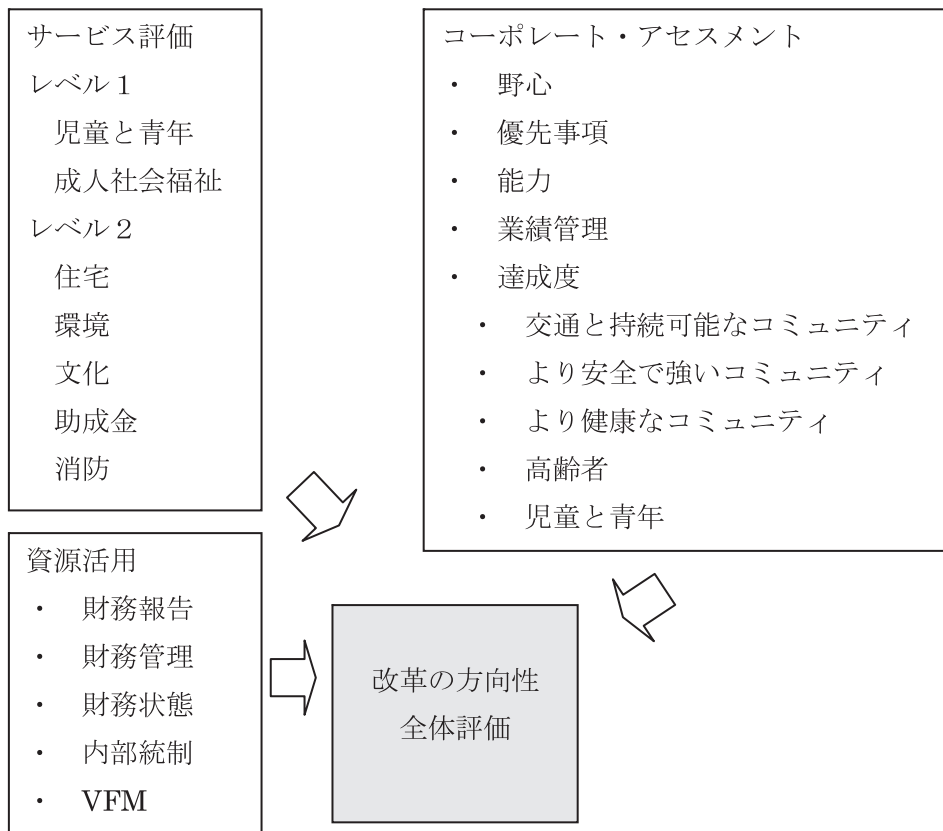 サービス評価
レベル１
児童と青年
成人社会福祉
レベル２
住宅
環境
文化
助成金
消防
コーポレート・アセスメント
・ 野心
・ 優先事項
・ 能力
・ 業績管理
・ 達成度
・ 交通と持続可能なコミュニティ
・ より安全で強いコミュニティ
・ より健康なコミュニティ
・ 高齢者
・ 児童と青年
資源活用
・ 財務報告
・ 財務管理
・ 財務状態
・ 内部統制
・ VFM
改革の方向性
全体評価